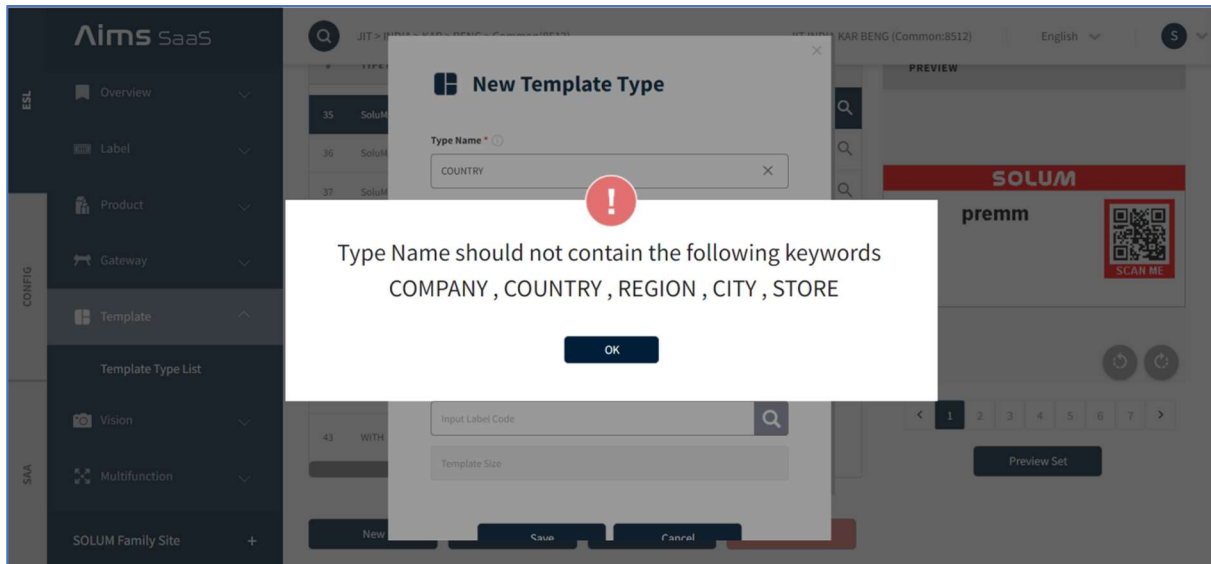 Aims SaaS
JIT > INDIA > KAR > BENG > Common(8512)
JIT INDIA KAR BENG (Common:8512)
English
S
ESL
CONFIG
SAA
Overview
Label
Product
Gateway
Template
Template Type List
Vision
Multifunction
SOLUM Family Site +
35 SoluM
36 SoluM
37 SoluM
43 WITH
New
New Template Type
Type Name *
COUNTRY
!
Type Name should not contain the following keywords
COMPANY , COUNTRY , REGION , CITY , STORE
OK
Input Label Code
Template Size
Save
Cancel
PREVIEW
SOLUM
premm
SCAN ME
< 1 2 3 4 5 6 7 >
Preview Set